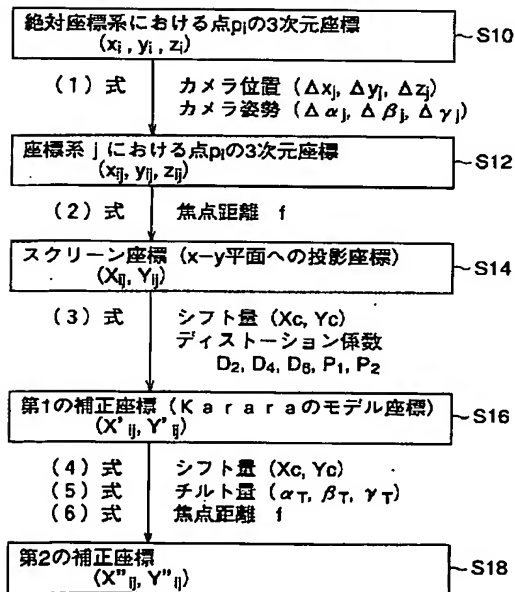 絶対座標系における点piの3次元座標
(xi, yi, zi)
S10
(1) 式 カメラ位置 (Δxj, Δyj, Δzj)
カメラ姿勢 (Δαj, Δβj, Δγj)
座標系 j における点piの3次元座標
(xij, yij, zij)
S12
(2) 式 焦点距離 f
スクリーン座標 (x-y平面への投影座標)
(Xij, Yij)
S14
(3) 式 シフト量 (Xc, Yc)
ディストーション係数
D2, D4, D6, P1, P2
第1の補正座標 (Kararaのモデル座標)
(X'ij, Y'ij)
S16
(4) 式 シフト量 (Xc, Yc)
(5) 式 チルト量 (αT, βT, γT)
(6) 式 焦点距離 f
第2の補正座標
(X"ij, Y"ij)
S18